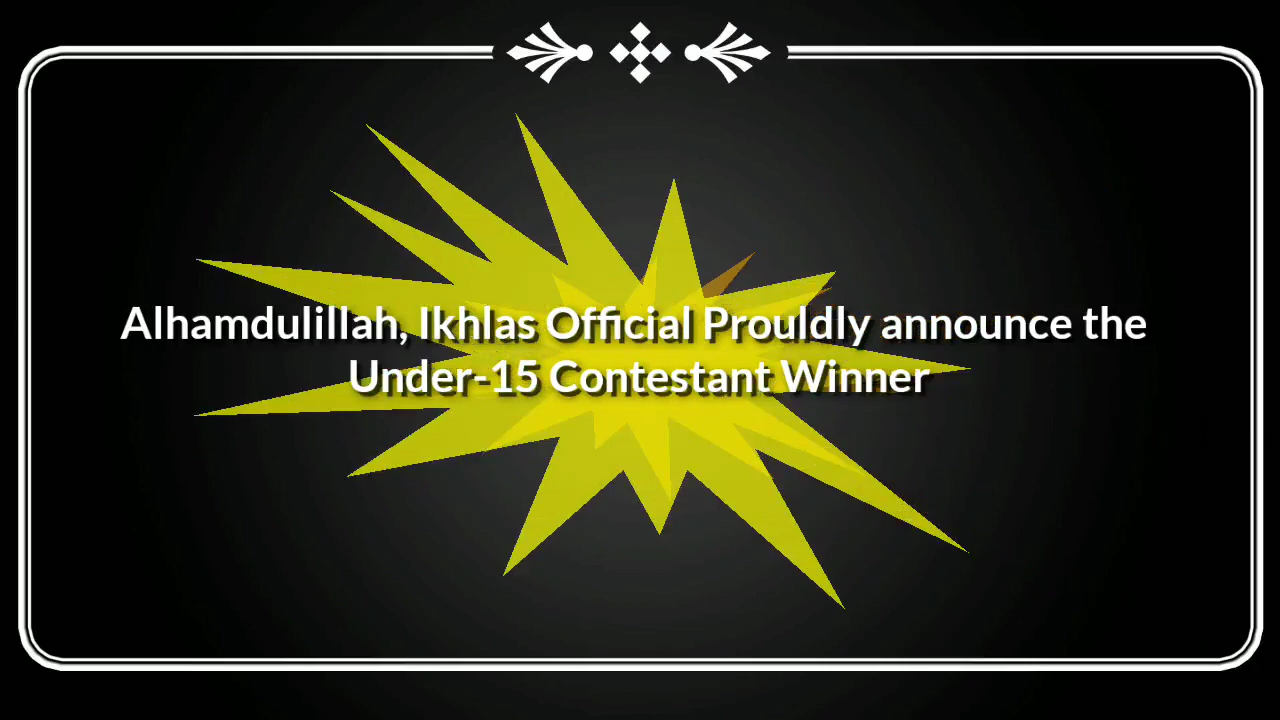 Alhamdulillah, Ikhlas Official Prouldly announce the
Under-15 Contestant Winner